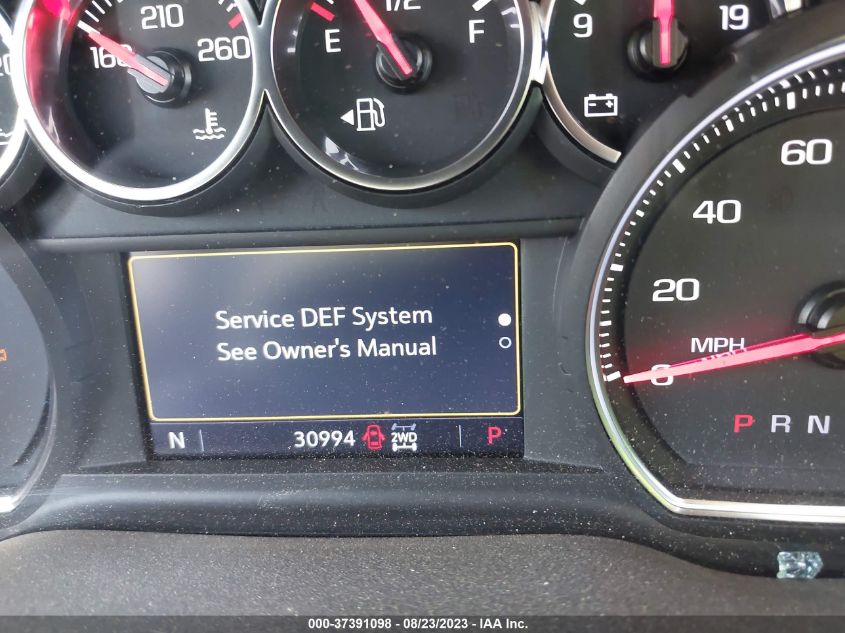 160 210 260
E 1/2 F
9 19
Service DEF System
See Owner's Manual
N 30994 2WD P
0 20 40 60
MPH
P R N
000-37391098 - 08/23/2023 - IAA Inc.